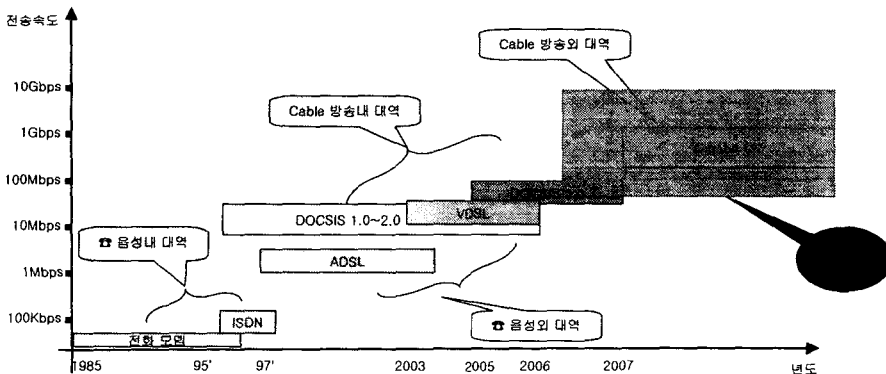 전송속도
Cable 방송외 대역
10Gbps
Cable 방송내 대역
1Gbps
100Mbps
VDSL
DOCSIS 1.0~2.0
10Mbps
☎ 음성내 대역
ADSL
1Mbps
ISDN
☎ 음성외 대역
100Kbps
전화 모뎀
1985
95'
97'
2003
2005
2006
2007
년도